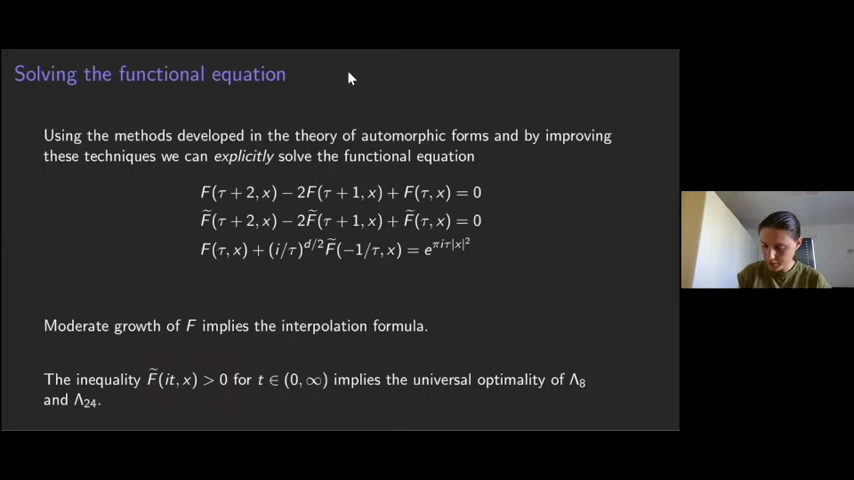 Solving the functional equation
Using the methods developed in the theory of automorphic forms and by improving
these techniques we can explicitly solve the functional equation
F(τ + 2, x) − 2F(τ + 1, x) + F(τ, x) = 0
F̃(τ + 2, x) − 2F̃(τ + 1, x) + F̃(τ, x) = 0
F(τ, x) + (i/τ)^{d/2} F̃(−1/τ, x) = e^{πiτ|x|^2}
Moderate growth of F implies the interpolation formula.
The inequality F̃(it, x) > 0 for t ∈ (0, ∞) implies the universal optimality of Λ_8
and Λ_{24}.